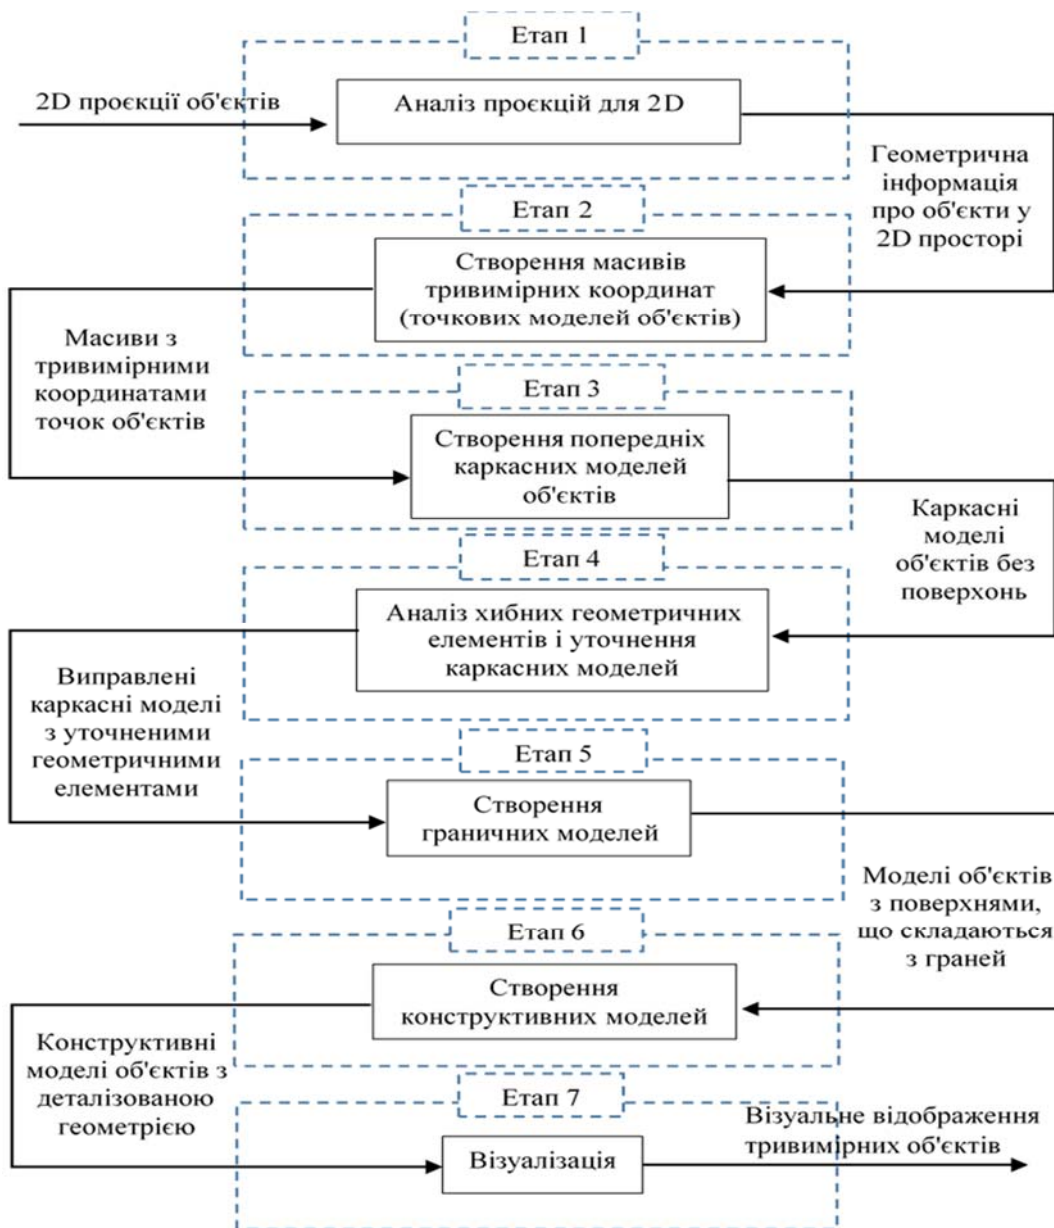 Етап 1
2D проєкції об'єктів
Аналіз проєкцій для 2D
Геометрична
інформація
про об'єкти у
2D просторі
Етап 2
Створення масивів
тривимірних координат
(точкових моделей об'єктів)
Масиви з
тривимірними
координатами
точок об'єктів
Етап 3
Створення попередніх
каркасних моделей
об'єктів
Каркасні
моделі
об'єктів без
поверхонь
Етап 4
Аналіз хибних геометричних
елементів і уточнення
каркасних моделей
Виправлені
каркасні моделі
з уточненими
геометричними
елементами
Етап 5
Створення
граничних моделей
Моделі об'єктів
з поверхнями,
що складаються
з граней
Етап 6
Створення
конструктивних моделей
Конструктивні
моделі об'єктів з
деталізованою
геометрією
Етап 7
Візуалізація
Візуальне відображення
тривимірних об'єктів